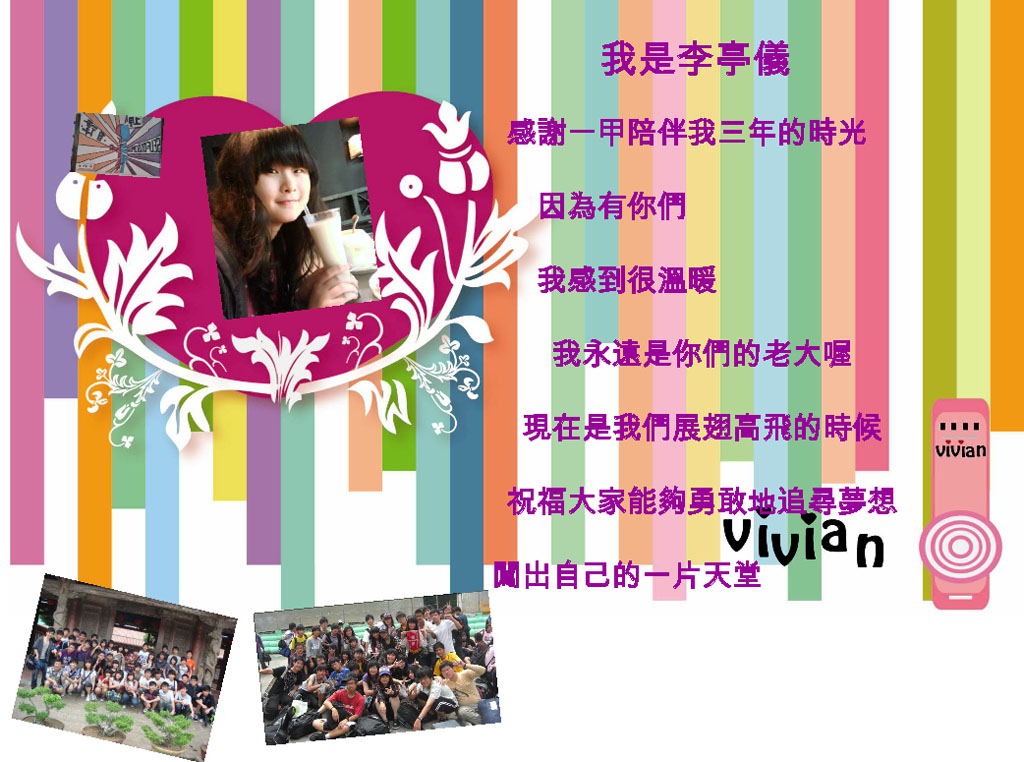 我是李亭儀
感謝一甲陪伴我三年的時光
因為有你們
我感到很溫暖
我永遠是你們的老大喔
現在是我們展翅高飛的時候
祝福大家能夠勇敢地追尋夢想
闖出自己的一片天堂
vivian
vivian